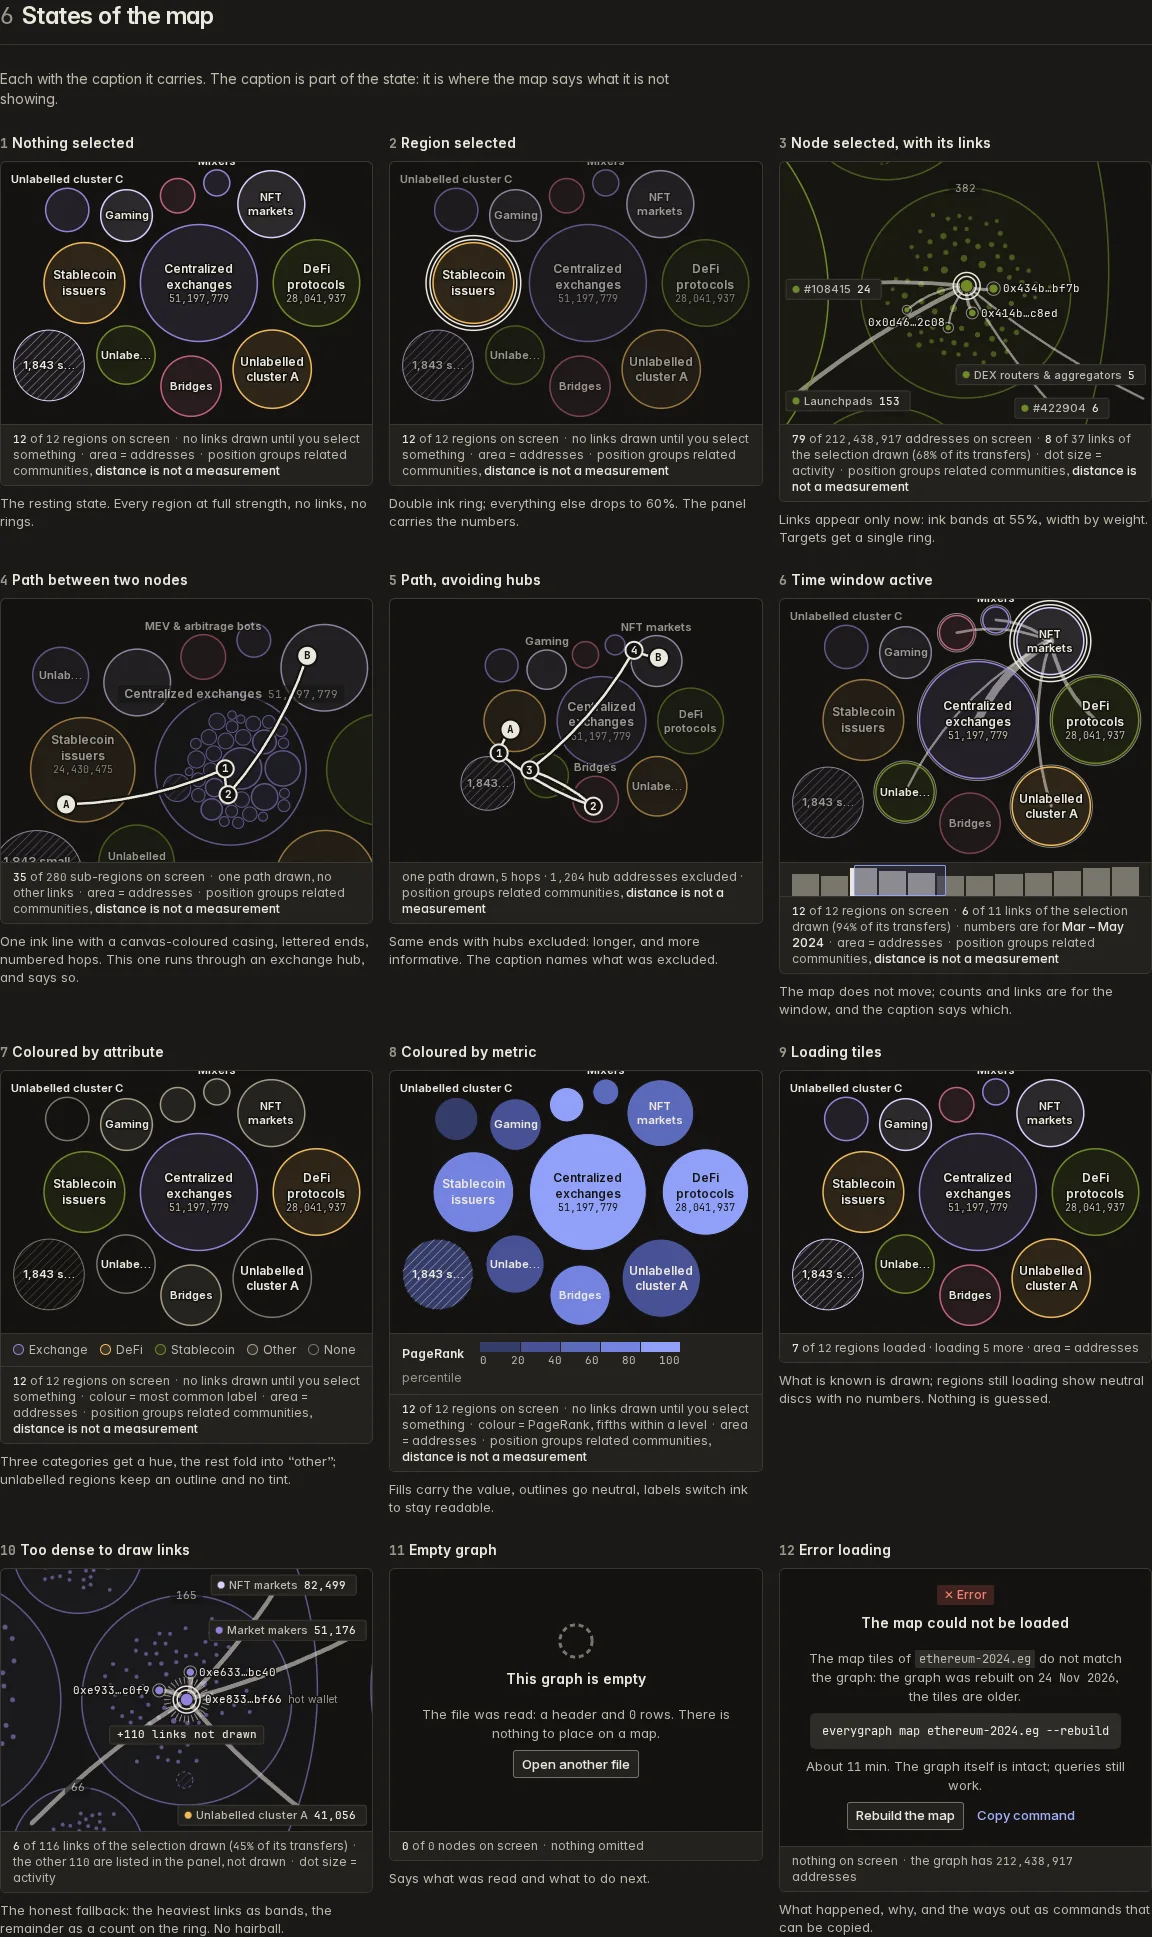 6 States of the map
Each with the caption it carries. The caption is part of the state: it is where the map says what it is not
showing.
1 Nothing selected
Mixers
Unlabelled cluster C
NFT
markets
Gaming
Stablecoin
issuers
Centralized
exchanges
51,197,779
DeFi
protocols
28,041,937
1,843 s…
Unlabe…
Bridges
Unlabelled
cluster A
12 of 12 regions on screen · no links drawn until you select
something · area = addresses · position groups related
communities, distance is not a measurement
The resting state. Every region at full strength, no links, no
rings.
2 Region selected
Mixers
Unlabelled cluster C
NFT
markets
Gaming
Stablecoin
issuers
Centralized
exchanges
51,197,779
DeFi
protocols
28,041,937
1,843 s…
Unlabe…
Bridges
Unlabelled
cluster A
12 of 12 regions on screen · no links drawn until you select
something · area = addresses · position groups related
communities, distance is not a measurement
Double ink ring; everything else drops to 60%. The panel
carries the numbers.
3 Node selected, with its links
382
#108415 24
0x434b…bf7b
0x414b…c8ed
0x0d46…2c08
DEX routers & aggregators 5
Launchpads 153
#422904 6
79 of 212,438,917 addresses on screen · 8 of 37 links of
the selection drawn (68% of its transfers) · dot size =
activity · position groups related communities, distance is
not a measurement
Links appear only now: ink bands at 55%, width by weight.
Targets get a single ring.
4 Path between two nodes
MEV & arbitrage bots
B
Unlab…
Centralized exchanges 51,197,779
Stablecoin
issuers
24,430,475
1
2
A
1,843 small
Unlabelled
35 of 280 sub-regions on screen · one path drawn, no
other links · area = addresses · position groups related
communities, distance is not a measurement
One ink line with a canvas-coloured casing, lettered ends,
numbered hops. This one runs through an exchange hub,
and says so.
5 Path, avoiding hubs
NFT markets
Gaming
4
B
Centralized
exchanges
51,197,779
DeFi
protocols
A
1
3
Bridges
1,843…
Unlabe…
2
one path drawn, 5 hops · 1,204 hub addresses excluded ·
position groups related communities, distance is not a
measurement
Same ends with hubs excluded: longer, and more
informative. The caption names what was excluded.
6 Time window active
Mixers
Unlabelled cluster C
NFT
markets
Gaming
Stablecoin
issuers
Centralized
exchanges
51,197,779
DeFi
protocols
28,041,937
1,843 s…
Unlabe…
Bridges
Unlabelled
cluster A
12 of 12 regions on screen · 6 of 11 links of the selection
drawn (94% of its transfers) · numbers are for Mar – May
2024 · area = addresses · position groups related
communities, distance is not a measurement
The map does not move; counts and links are for the
window, and the caption says which.
7 Coloured by attribute
Mixers
Unlabelled cluster C
NFT
markets
Gaming
Stablecoin
issuers
Centralized
exchanges
51,197,779
DeFi
protocols
28,041,937
1,843 s…
Unlabe…
Bridges
Unlabelled
cluster A
Exchange DeFi Stablecoin Other None
12 of 12 regions on screen · no links drawn until you select
something · colour = most common label · area =
addresses · position groups related communities,
distance is not a measurement
Three categories get a hue, the rest fold into “other”;
unlabelled regions keep an outline and no tint.
8 Coloured by metric
Mixers
Unlabelled cluster C
NFT
markets
Gaming
Stablecoin
issuers
Centralized
exchanges
51,197,779
DeFi
protocols
28,041,937
1,843 s…
Unlabe…
Bridges
Unlabelled
cluster A
PageRank
0 20 40 60 80 100
percentile
12 of 12 regions on screen · no links drawn until you select
something · colour = PageRank, fifths within a level · area
= addresses · position groups related communities,
distance is not a measurement
Fills carry the value, outlines go neutral, labels switch ink
to stay readable.
9 Loading tiles
Mixers
Unlabelled cluster C
NFT
markets
Gaming
Stablecoin
issuers
Centralized
exchanges
51,197,779
DeFi
protocols
28,041,937
1,843 s…
Unlabe…
Bridges
Unlabelled
cluster A
7 of 12 regions loaded · loading 5 more · area = addresses
What is known is drawn; regions still loading show neutral
discs with no numbers. Nothing is guessed.
10 Too dense to draw links
NFT markets 82,499
165
Market makers 51,176
0xe633…bc40
0xe933…c0f9
0xe833…bf66 hot wallet
+110 links not drawn
66
Unlabelled cluster A 41,056
6 of 116 links of the selection drawn (45% of its transfers) ·
the other 110 are listed in the panel, not drawn · dot size =
activity
The honest fallback: the heaviest links as bands, the
remainder as a count on the ring. No hairball.
11 Empty graph
This graph is empty
The file was read: a header and 0 rows. There is
nothing to place on a map.
Open another file
0 of 0 nodes on screen · nothing omitted
Says what was read and what to do next.
12 Error loading
✕ Error
The map could not be loaded
The map tiles of ethereum-2024.eg do not match
the graph: the graph was rebuilt on 24 Nov 2026,
the tiles are older.
everygraph map ethereum-2024.eg --rebuild
About 11 min. The graph itself is intact; queries still
work.
Rebuild the map Copy command
nothing on screen · the graph has 212,438,917
addresses
What happened, why, and the ways out as commands that
can be copied.